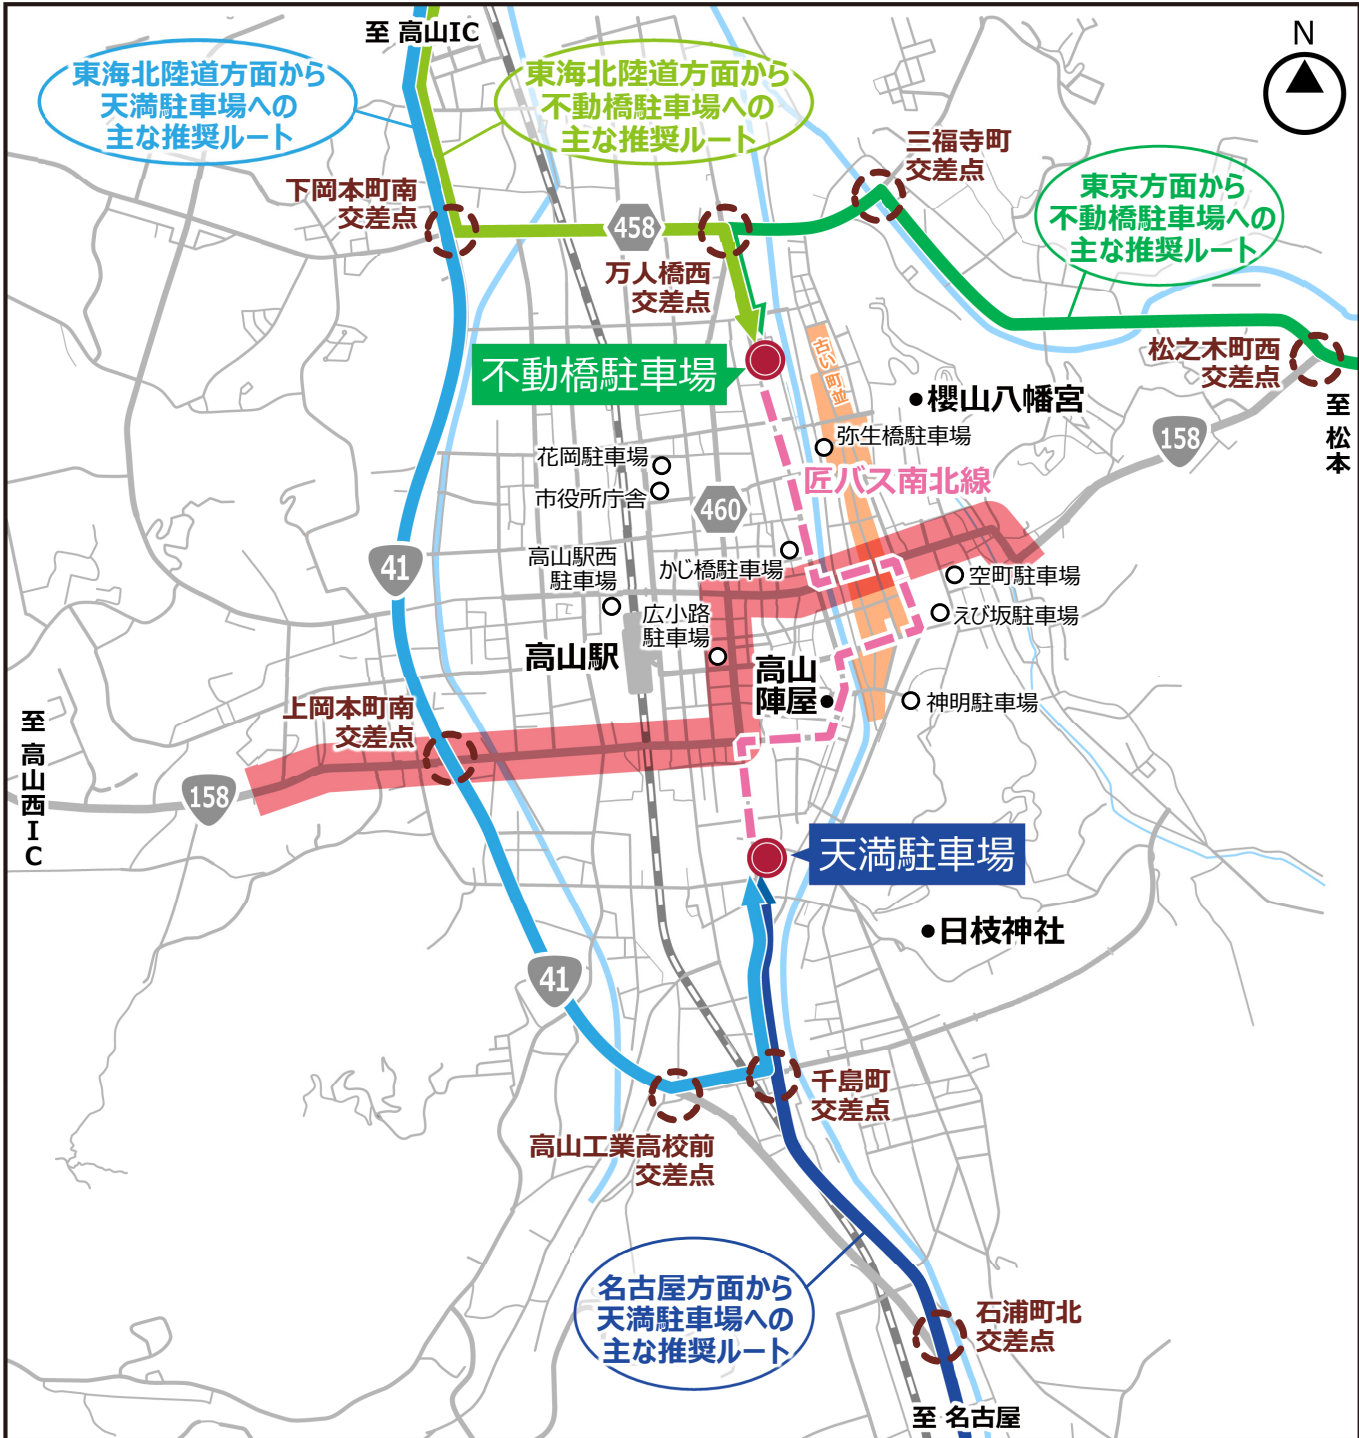 至 高山IC
N
東海北陸道方面から
天満駐車場への
主な推奨ルート
東海北陸道方面から
不動橋駐車場への
主な推奨ルート
三福寺町
交差点
東京方面から
不動橋駐車場への
主な推奨ルート
下岡本町南
交差点
458
万人橋西
交差点
松之木町西
交差点
古い町並
不動橋駐車場
櫻山八幡宮
至 松本
158
弥生橋駐車場
花岡駐車場
匠バス南北線
市役所庁舎
460
41
高山駅西
駐車場
かじ橋駐車場
空町駐車場
広小路
駐車場
えび坂駐車場
高山駅
高山
陣屋
神明駐車場
上岡本町南
交差点
至 高山西IC
158
天満駐車場
日枝神社
41
千島町
交差点
高山工業高校前
交差点
名古屋方面から
天満駐車場への
主な推奨ルート
石浦町北
交差点
至 名古屋